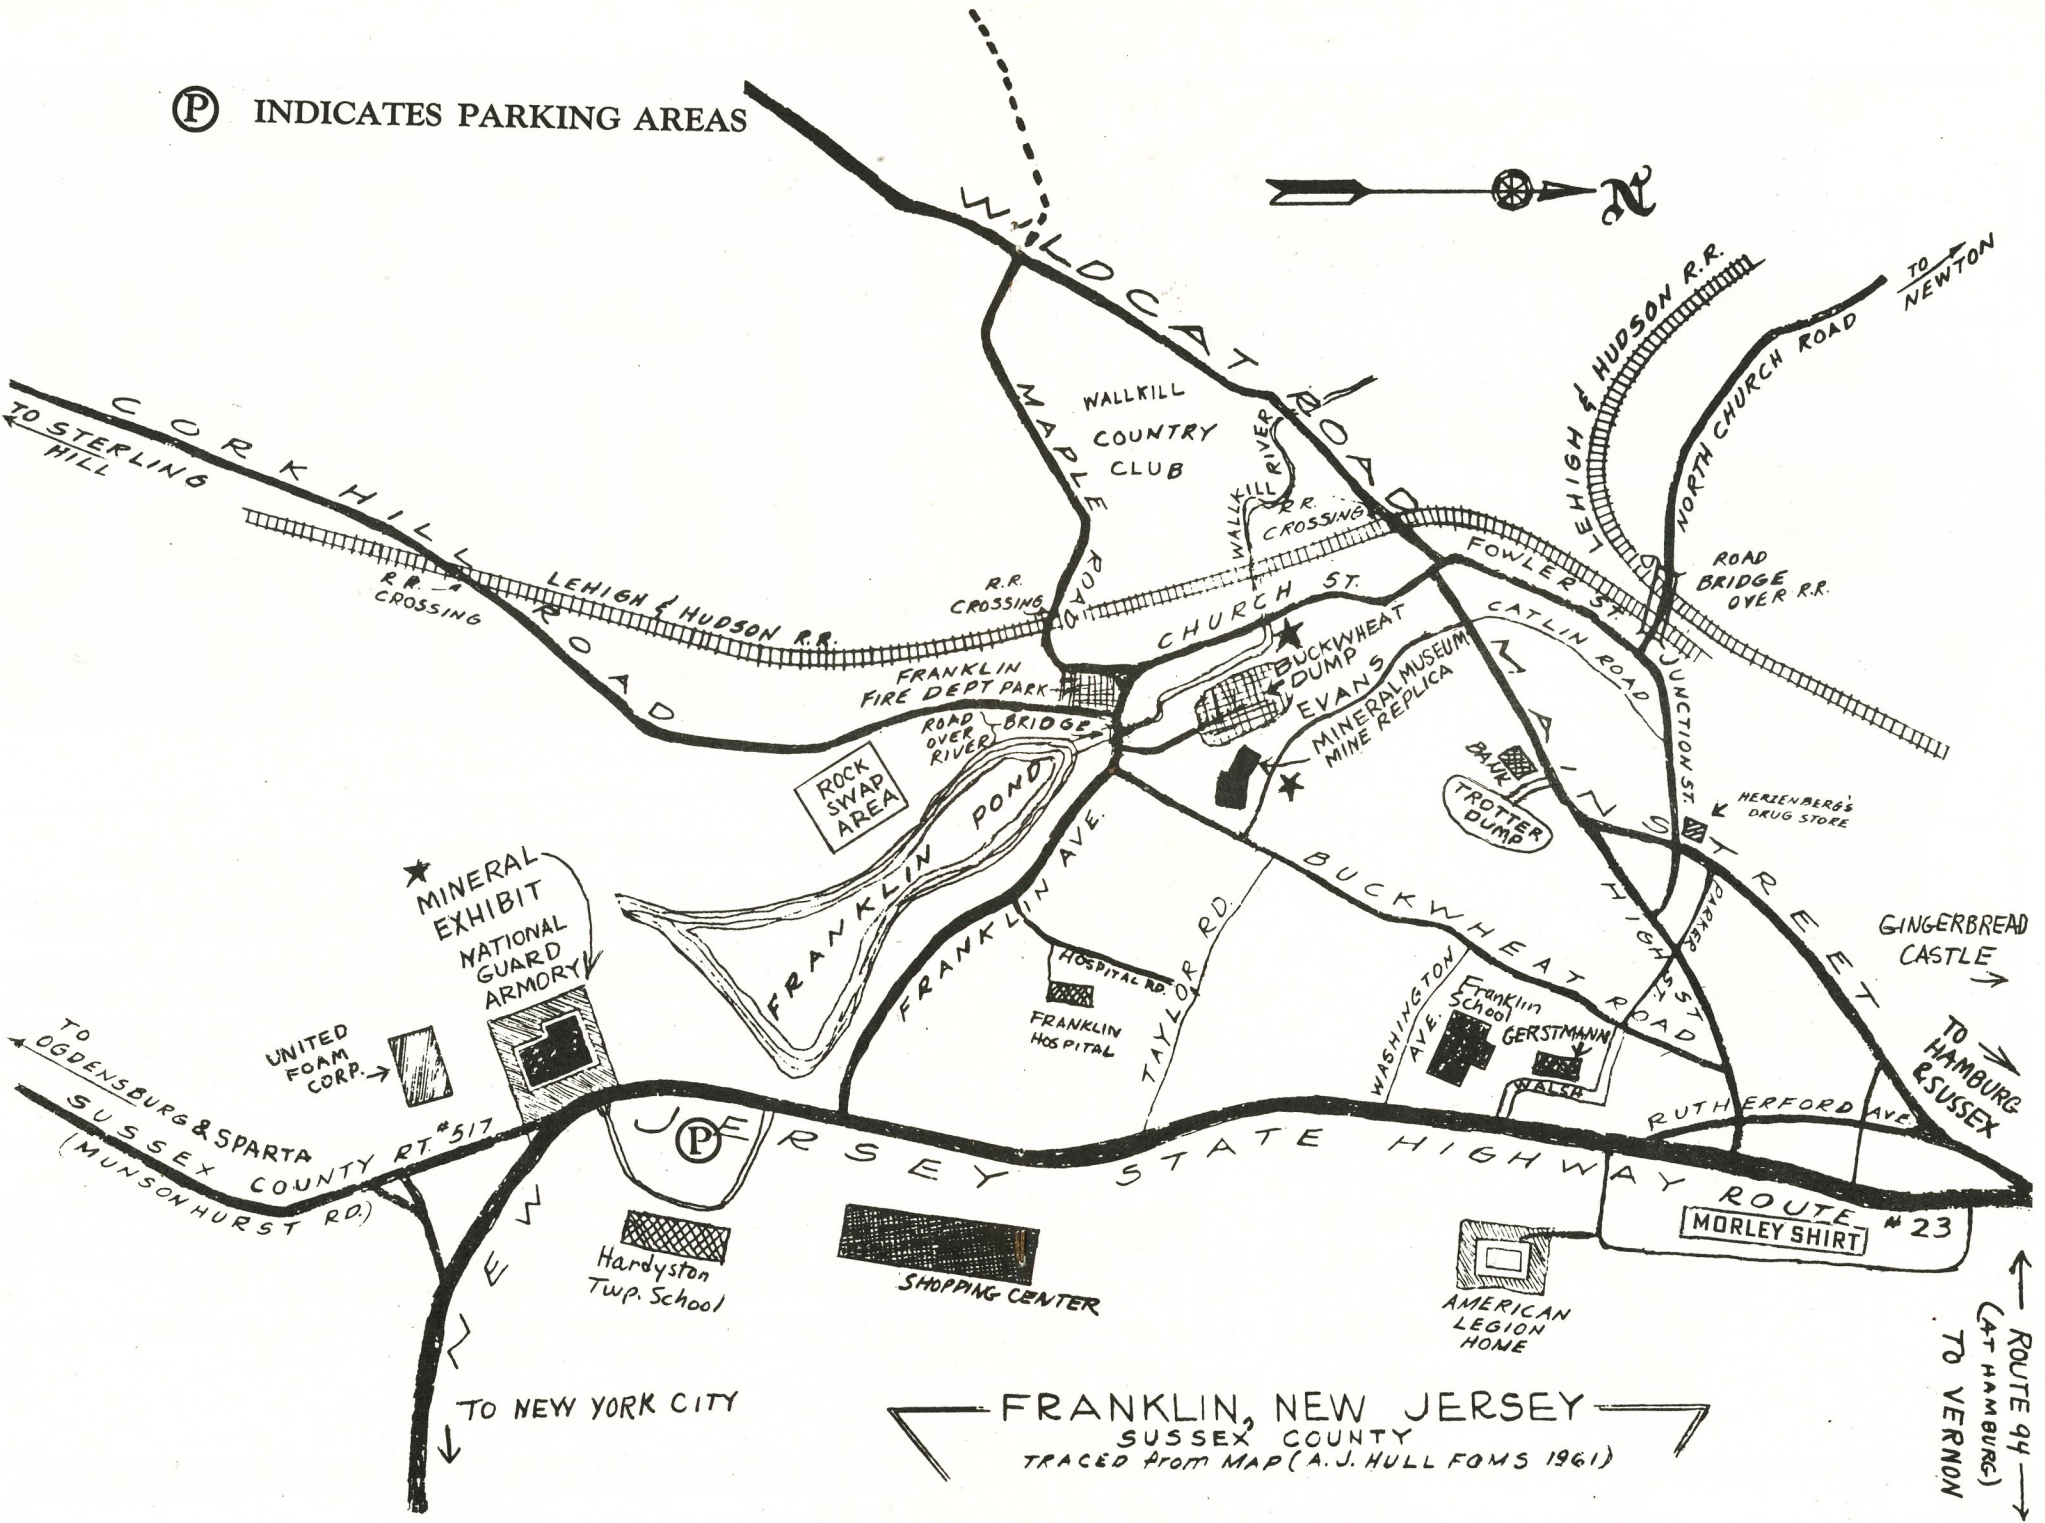 Ⓟ INDICATES PARKING AREAS
N
WILDCAT ROAD
LEHIGH & HUDSON R.R.
TO
NEWTON
NORTH CHURCH ROAD
CORK HILL ROAD
TO STERLING
HILL
MAPLE ROAD
WALLKILL
COUNTRY
CLUB
WALLKILL RIVER
R.R.
CROSSING
R.R.
CROSSING
LEHIGH & HUDSON R.R.
R.R.
CROSSING
CHURCH ST.
FOWLER ST.
ROAD
BRIDGE
OVER R.R.
CATLIN ROAD
JUNCTION ST.
FRANKLIN
FIRE DEPT PARK
BUCKWHEAT
DUMP
EVANS
MINERAL MUSEUM
MINE REPLICA
ROAD
OVER
RIVER
BRIDGE
ROCK
SWAP
AREA
FRANKLIN POND
FRANKLIN AVE.
BANK
TROTTER
DUMP
MAIN STREET
HERZENBERG'S
DRUG STORE
MINERAL
EXHIBIT
NATIONAL
GUARD
ARMORY
UNITED
FOAM
CORP.
HOSPITAL RD.
FRANKLIN
HOSPITAL
TAYLOR RD.
BUCKWHEAT ROAD
HIGH ST
PARKER ST.
WASHINGTON
AVE.
Franklin
School
GERSTMANN
WALSH
GINGERBREAD
CASTLE
TO
HAMBURG
& SUSSEX
RUTHERFORD AVE.
TO
OGDENSBURG & SPARTA
SUSSEX COUNTY RT. #517
(MUNSONHURST RD.)
NEW JERSEY STATE HIGHWAY ROUTE #23
P
Hardyston
Twp. School
SHOPPING CENTER
MORLEY SHIRT
AMERICAN
LEGION
HOME
TO NEW YORK CITY
ROUTE 94
(AT HAMBURG)
TO VERNON
FRANKLIN, NEW JERSEY
SUSSEX COUNTY
TRACED from MAP (A.J. HULL FOMS 1961)